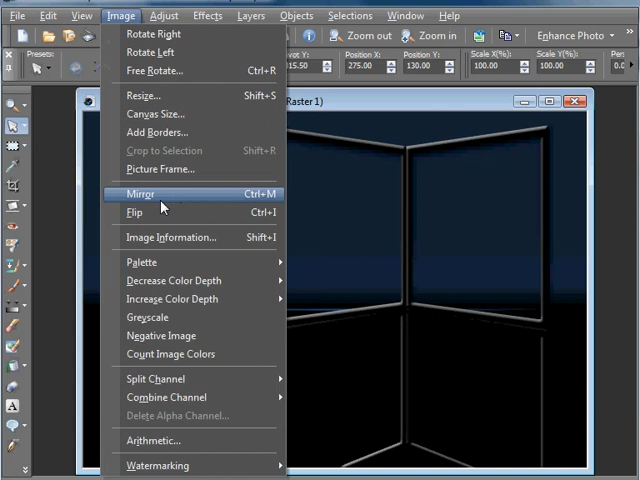 File Edit View Image Adjust Effects Layers Objects Selections Window Help
Zoom out Zoom in Enhance Photo
Presets: Position X: Position Y: Scale X(%): Scale Y(%):
275.00 130.00 100.00 100.00
Raster 1)
Rotate Right
Rotate Left
Free Rotate... Ctrl+R
Resize... Shift+S
Canvas Size...
Add Borders...
Crop to Selection Shift+R
Picture Frame...
Mirror Ctrl+M
Flip Ctrl+I
Image Information... Shift+I
Palette
Decrease Color Depth
Increase Color Depth
Greyscale
Negative Image
Count Image Colors
Split Channel
Combine Channel
Delete Alpha Channel...
Arithmetic...
Watermarking
A